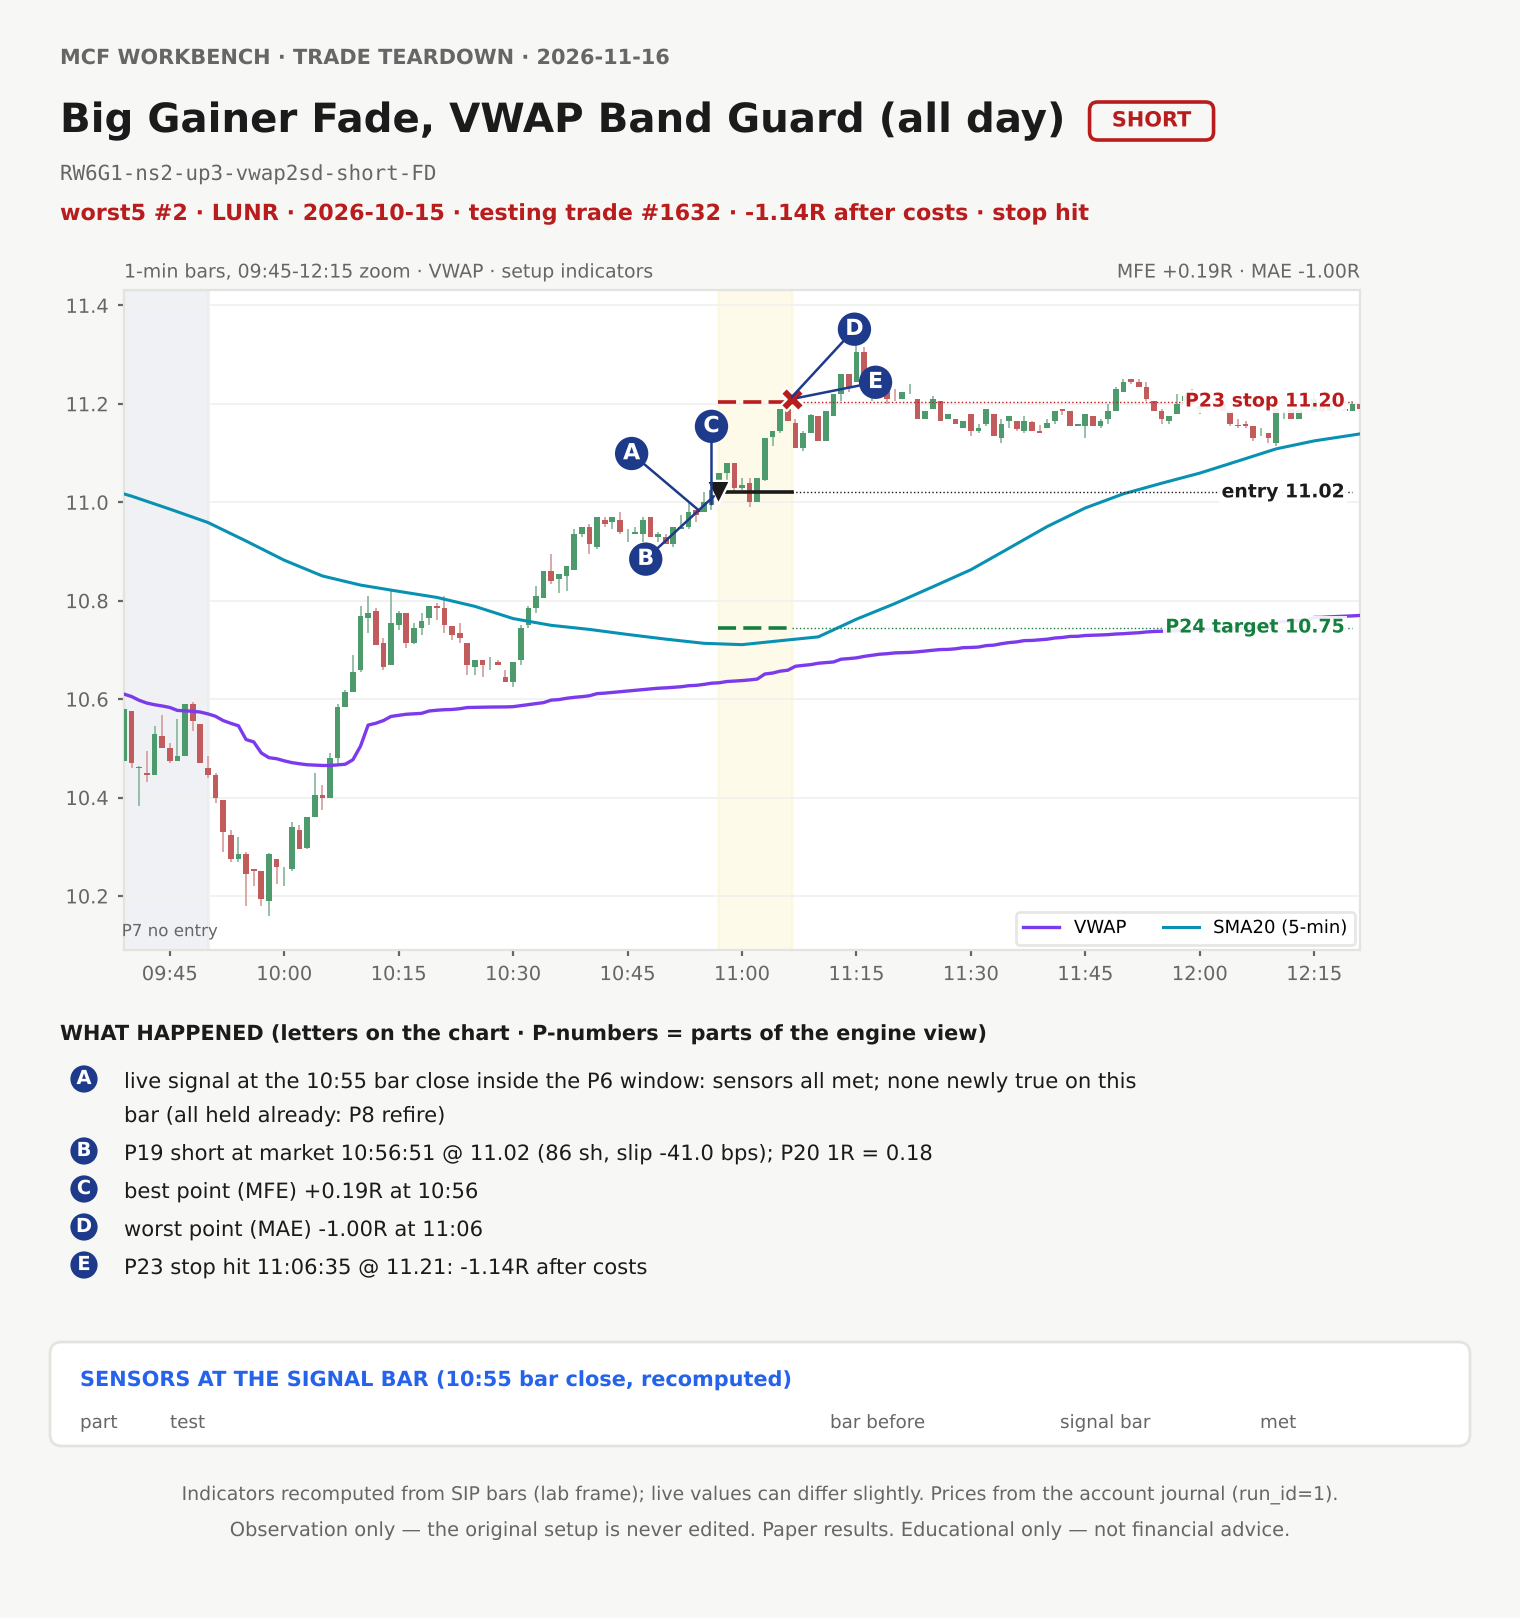 MCF WORKBENCH · TRADE TEARDOWN · 2026-11-16
Big Gainer Fade, VWAP Band Guard (all day) SHORT
RW6G1-ns2-up3-vwap2sd-short-FD
worst5 #2 · LUNR · 2026-10-15 · testing trade #1632 · -1.14R after costs · stop hit
1-min bars, 09:45-12:15 zoom · VWAP · setup indicators MFE +0.19R · MAE -1.00R
11.4
11.2
11.0
10.8
10.6
10.4
10.2
A
B
C
D
E
P23 stop 11.20
entry 11.02
P24 target 10.75
P7 no entry
VWAP SMA20 (5-min)
09:45 10:00 10:15 10:30 10:45 11:00 11:15 11:30 11:45 12:00 12:15
WHAT HAPPENED (letters on the chart · P-numbers = parts of the engine view)
A live signal at the 10:55 bar close inside the P6 window: sensors all met; none newly true on this
bar (all held already: P8 refire)
B P19 short at market 10:56:51 @ 11.02 (86 sh, slip -41.0 bps); P20 1R = 0.18
C best point (MFE) +0.19R at 10:56
D worst point (MAE) -1.00R at 11:06
E P23 stop hit 11:06:35 @ 11.21: -1.14R after costs
SENSORS AT THE SIGNAL BAR (10:55 bar close, recomputed)
part test bar before signal bar met
Indicators recomputed from SIP bars (lab frame); live values can differ slightly. Prices from the account journal (run_id=1).
Observation only — the original setup is never edited. Paper results. Educational only — not financial advice.